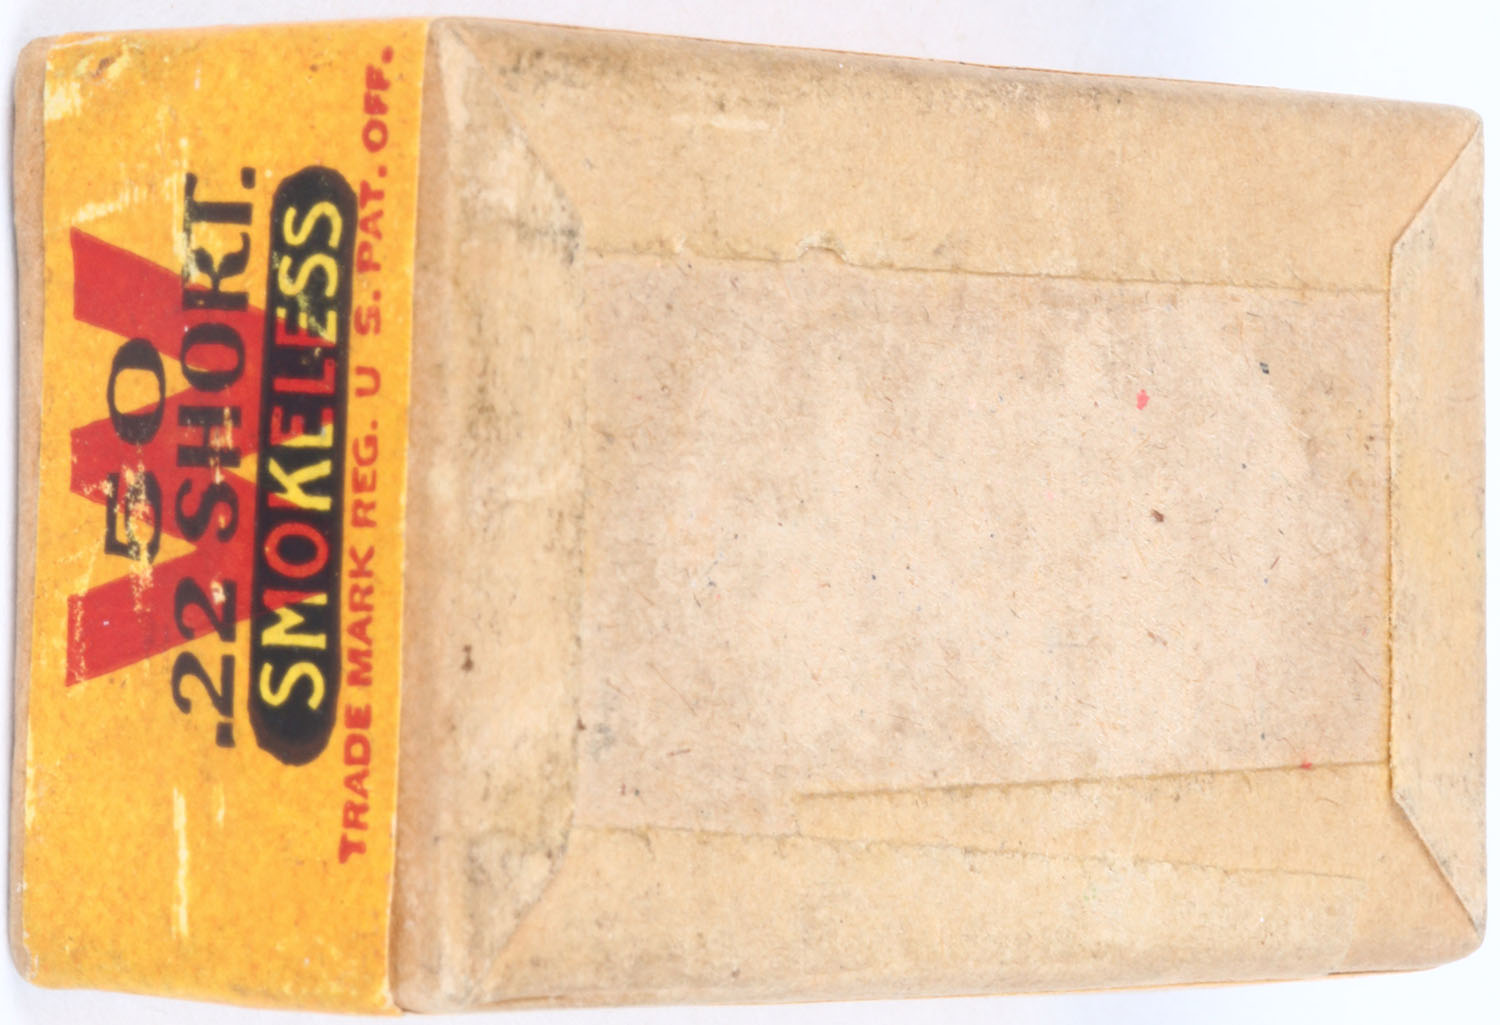 W
50
.22 SHORT.
SMOKELESS
TRADE MARK REG. U S. PAT. OFF.